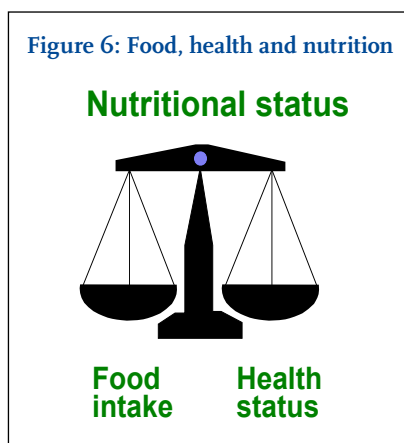 Figure 6: Food, health and nutrition
Nutritional status
Food
intake
Health
status